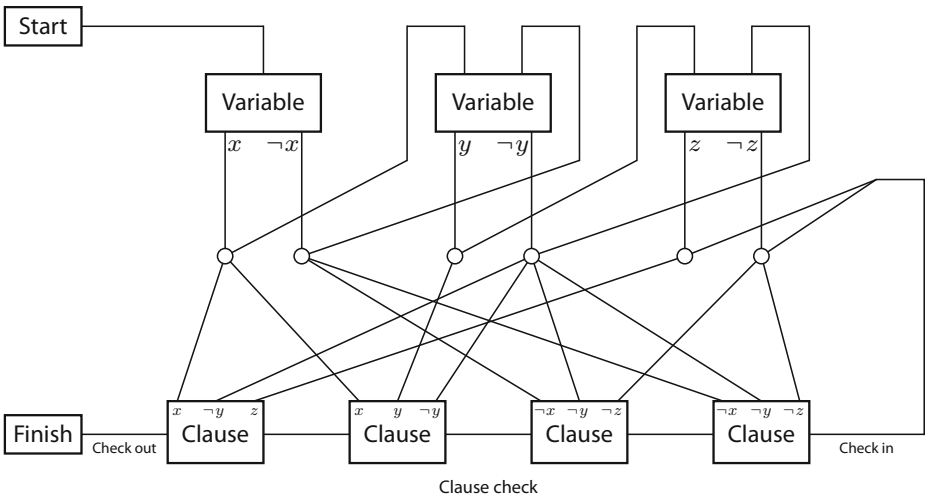 Start
Variable Variable Variable
x ¬x y ¬y z ¬z
x ¬y z x y ¬y ¬x ¬y ¬z ¬x ¬y ¬z
Finish Clause Clause Clause Clause
Check out Check in
Clause check